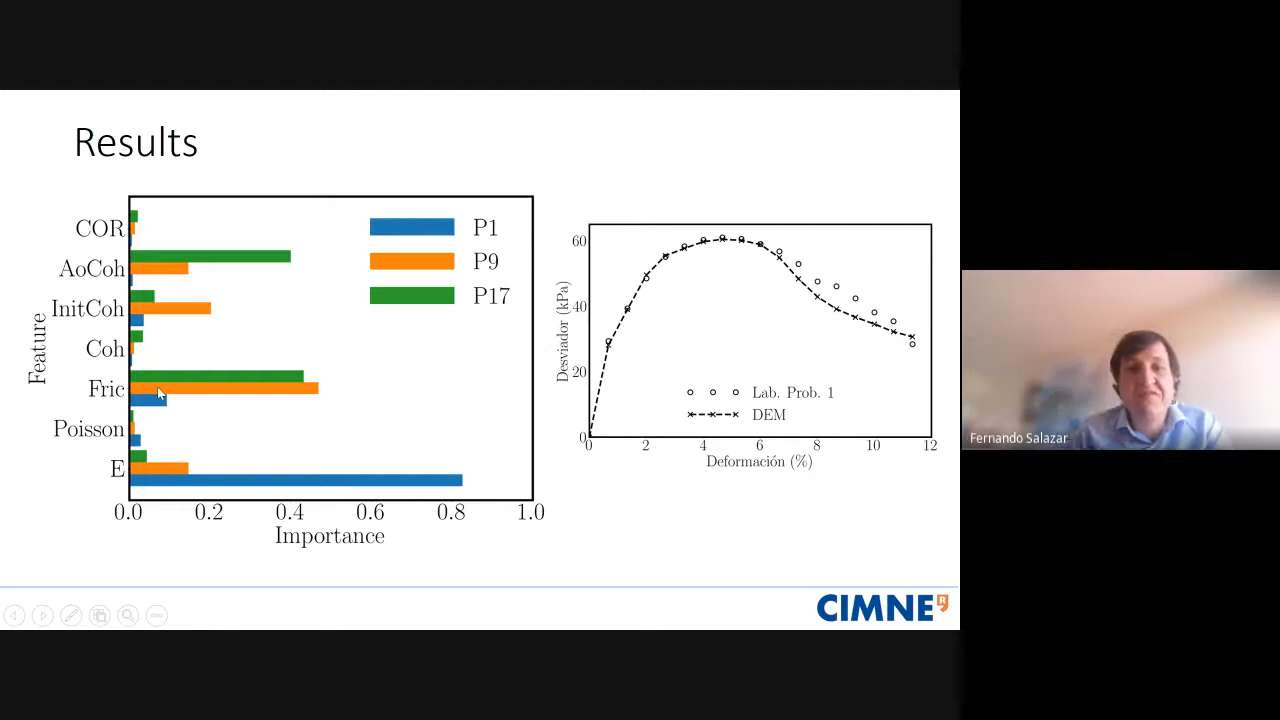 Results
Feature
COR
AoCoh
InitCoh
Coh
Fric
Poisson
E
0.0 0.2 0.4 0.6 0.8 1.0
Importance
P1
P9
P17
Desviador (kPa)
60
40
20
0
0 2 4 6 8 10 12
Deformación (%)
Lab. Prob. 1
DEM
Fernando Salazar
CIMNE R